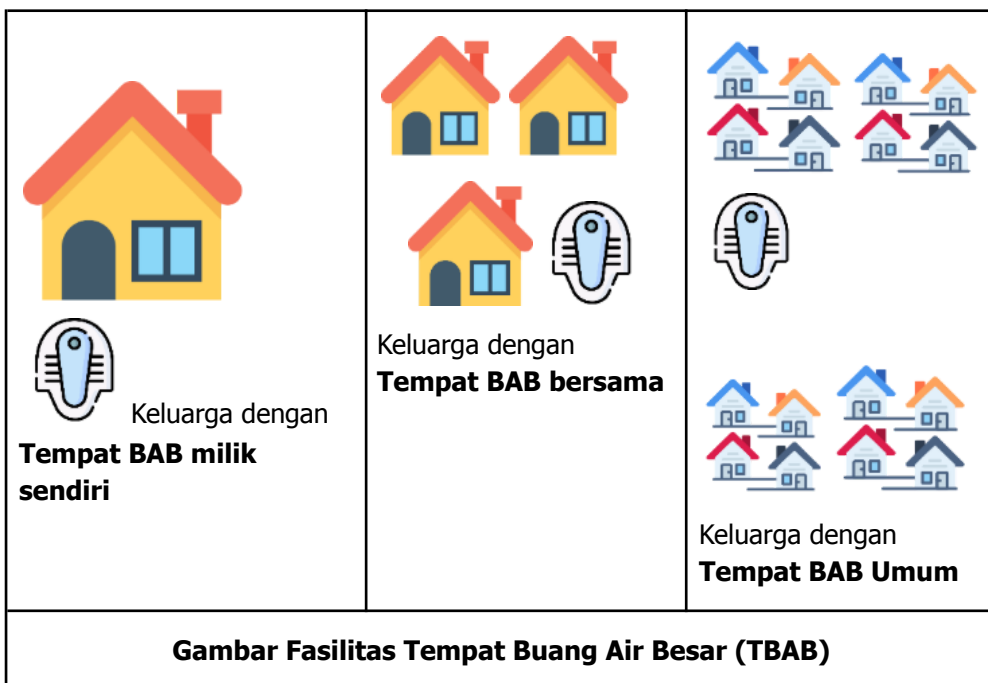 Keluarga dengan
Tempat BAB milik
sendiri
Keluarga dengan
Tempat BAB bersama
Keluarga dengan
Tempat BAB Umum
Gambar Fasilitas Tempat Buang Air Besar (TBAB)